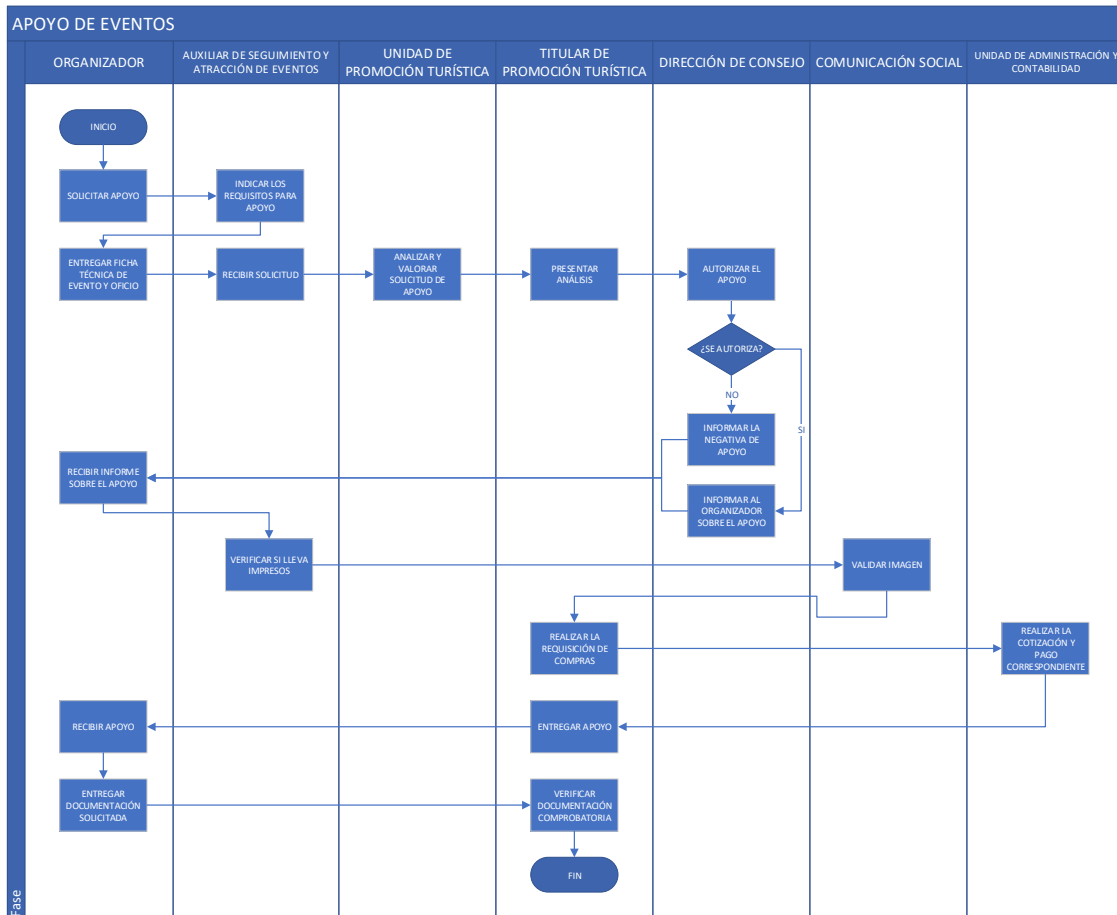 APOYO DE EVENTOS
ORGANIZADOR
AUXILIAR DE SEGUIMIENTO Y
ATRACCIÓN DE EVENTOS
UNIDAD DE
PROMOCIÓN TURÍSTICA
TITULAR DE
PROMOCIÓN TURÍSTICA
DIRECCIÓN DE CONSEJO
COMUNICACIÓN SOCIAL
UNIDAD DE ADMINISTRACIÓN Y
CONTABILIDAD
INICIO
SOLICITAR APOYO
INDICAR LOS
REQUISITOS PARA
APOYO
ENTREGAR FICHA
TÉCNICA DE
EVENTO Y OFICIO
RECIBIR SOLICITUD
ANALIZAR Y
VALORAR
SOLICITUD DE
APOYO
PRESENTAR
ANÁLISIS
AUTORIZAR EL
APOYO
¿SE AUTORIZA?
NO
SI
INFORMAR LA
NEGATIVA DE
APOYO
RECIBIR INFORME
SOBRE EL APOYO
INFORMAR AL
ORGANIZADOR
SOBRE EL APOYO
VERIFICAR SI LLEVA
IMPRESOS
VALIDAR IMAGEN
REALIZAR LA
REQUISICIÓN DE
COMPRAS
REALIZAR LA
COTIZACIÓN Y
PAGO
CORRESPONDIENTE
RECIBIR APOYO
ENTREGAR APOYO
ENTREGAR
DOCUMENTACIÓN
SOLICITADA
VERIFICAR
DOCUMENTACIÓN
COMPROBATORIA
FIN
Fase